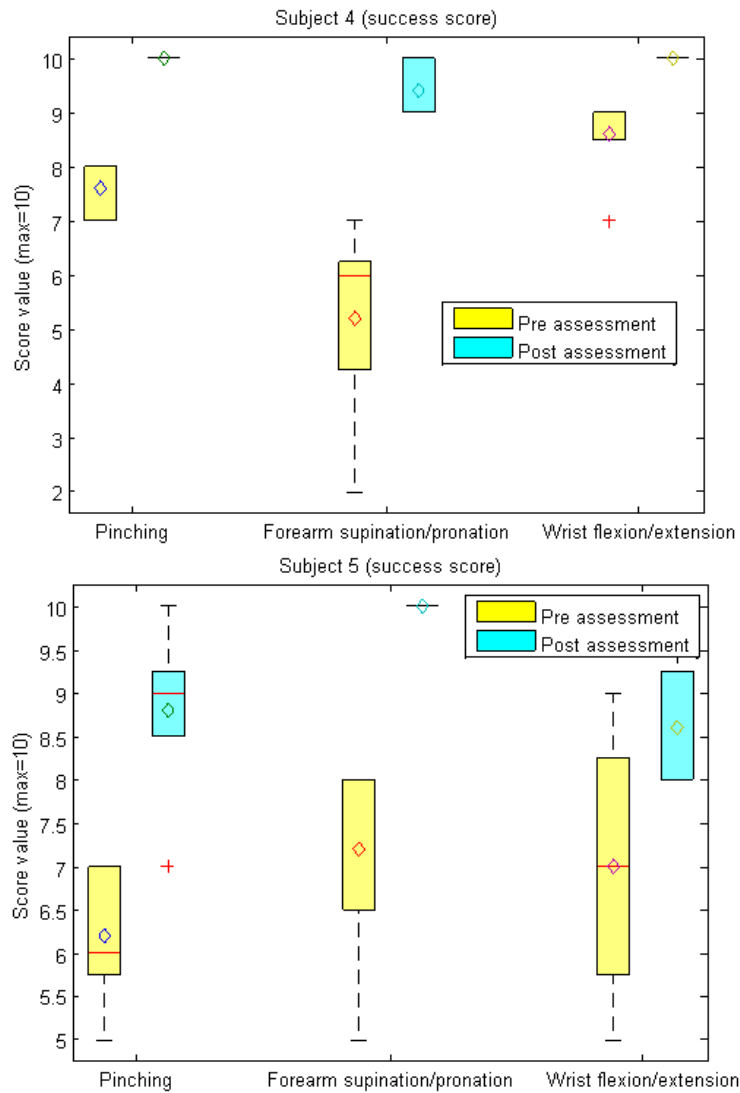 Subject 4 (success score)
Score value (max=10)
10
9
8
7
6
5
4
3
2
Pre assessment
Post assessment
Pinching
Forearm supination/pronation
Wrist flexion/extension
Subject 5 (success score)
Score value (max=10)
10
9.5
9
8.5
8
7.5
7
6.5
6
5.5
5
Pre assessment
Post assessment
Pinching
Forearm supination/pronation
Wrist flexion/extension